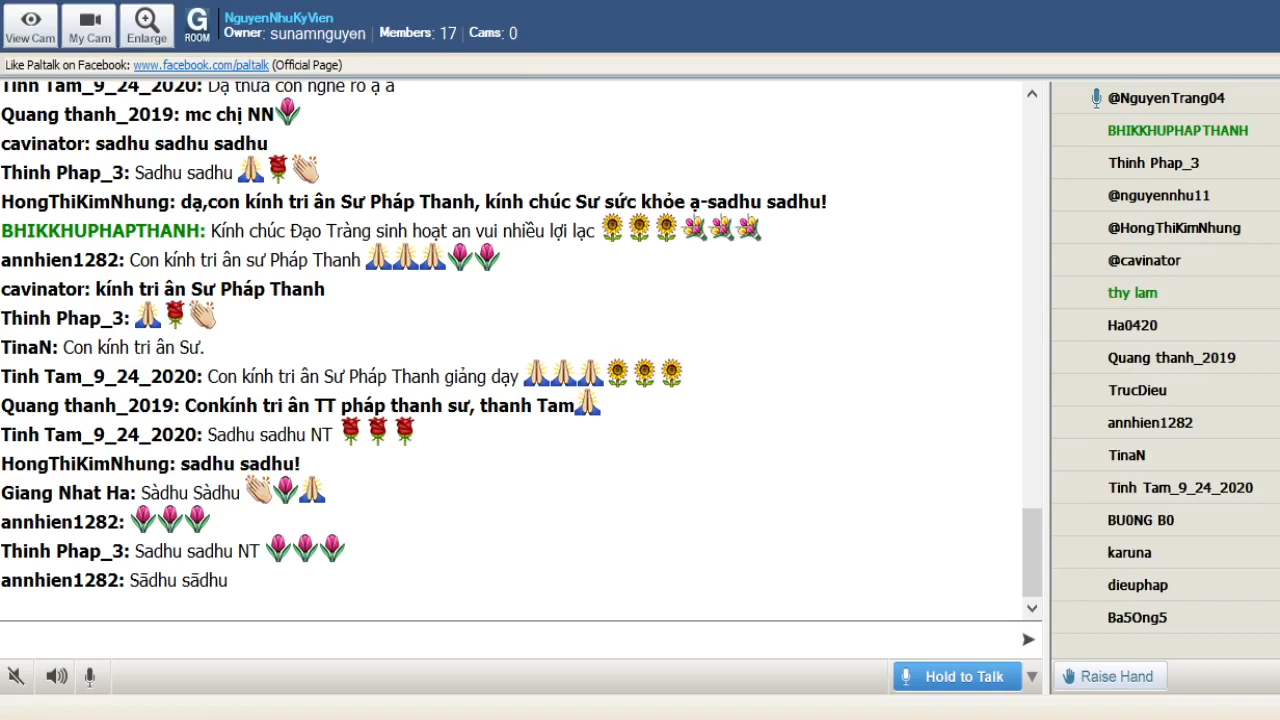 View Cam
My Cam
Enlarge
G
ROOM
NguyenNhuKyVien
Owner: sunamnguyen | Members: 17 | Cams: 0
Like Paltalk on Facebook: www.facebook.com/paltalk (Official Page)
Tinh Tam_9_24_2020: Dạ thưa con nghe rõ ạ ạ
Quang thanh_2019: mc chị NN
cavinator: sadhu sadhu sadhu
Thinh Phap_3: Sadhu sadhu
HongThiKimNhung: dạ,con kính tri ân Sư Pháp Thanh, kính chúc Sư sức khỏe ạ-sadhu sadhu!
BHIKKHUPHAPTHANH: Kính chúc Đạo Tràng sinh hoạt an vui nhiều lợi lạc
annhien1282: Con kính tri ân sư Pháp Thanh
cavinator: kính tri ân Sư Pháp Thanh
Thinh Phap_3:
TinaN: Con kính tri ân Sư.
Tinh Tam_9_24_2020: Con kính tri ân Sư Pháp Thanh giảng dạy
Quang thanh_2019: Conkính tri ân TT pháp thanh sư, thanh Tam
Tinh Tam_9_24_2020: Sadhu sadhu NT
HongThiKimNhung: sadhu sadhu!
Giang Nhat Ha: Sàdhu Sàdhu
annhien1282:
Thinh Phap_3: Sadhu sadhu NT
annhien1282: Sādhu sādhu
Hold to Talk
@NguyenTrang04
BHIKKHUPHAPTHANH
Thinh Phap_3
@nguyennhu11
@HongThiKimNhung
@cavinator
thy lam
Ha0420
Quang thanh_2019
TrucDieu
annhien1282
TinaN
Tinh Tam_9_24_2020
BU0NG B0
karuna
dieuphap
Ba5Ong5
Raise Hand